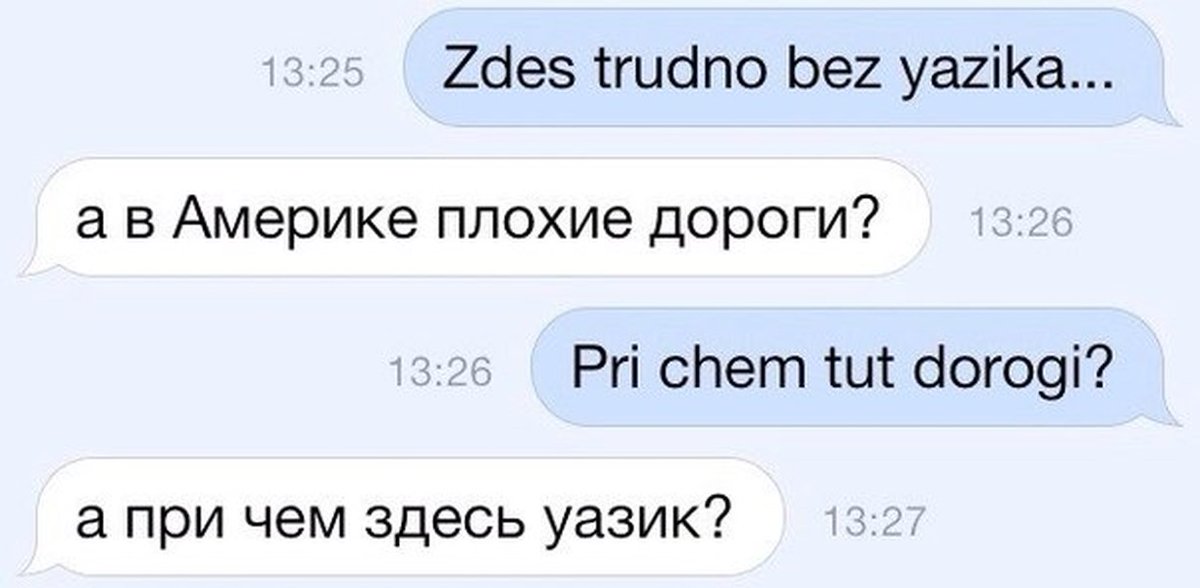 13:25 Zdes trudno bez yazika...
а в Америке плохие дороги? 13:26
13:26 Pri chem tut dorogi?
а при чем здесь уазик? 13:27